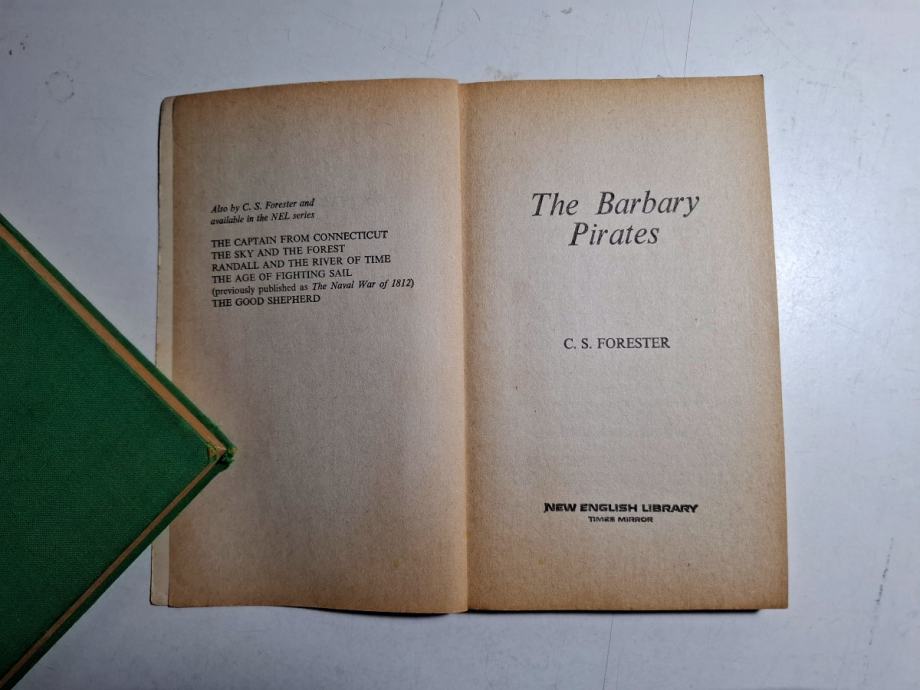 Also by C. S. Forester and
available in the NEL series
THE CAPTAIN FROM CONNECTICUT
THE SKY AND THE FOREST
RANDALL AND THE RIVER OF TIME
THE AGE OF FIGHTING SAIL
(previously published as The Naval War of 1812)
THE GOOD SHEPHERD
The Barbary
Pirates
C. S. FORESTER
NEW ENGLISH LIBRARY
TIMES MIRROR